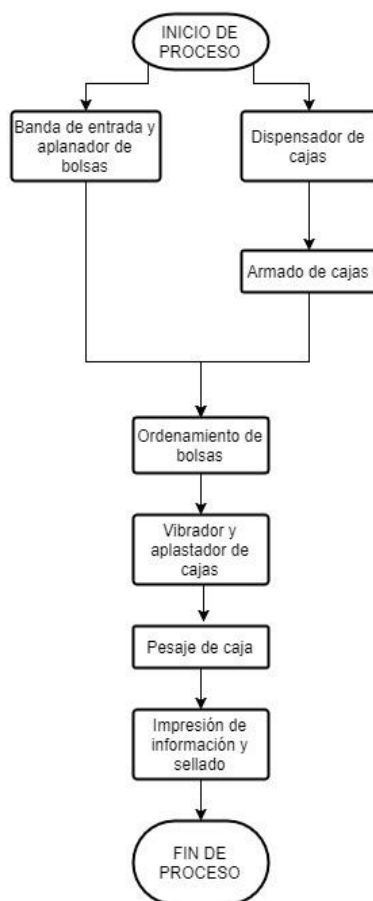 INICIO DE
PROCESO
Banda de entrada y
aplanador de
bolsas
Dispensador de
cajas
Armado de cajas
Ordenamiento de
bolsas
Vibrador y
aplastador de
cajas
Pesaje de caja
Impresión de
información y
sellado
FIN DE
PROCESO